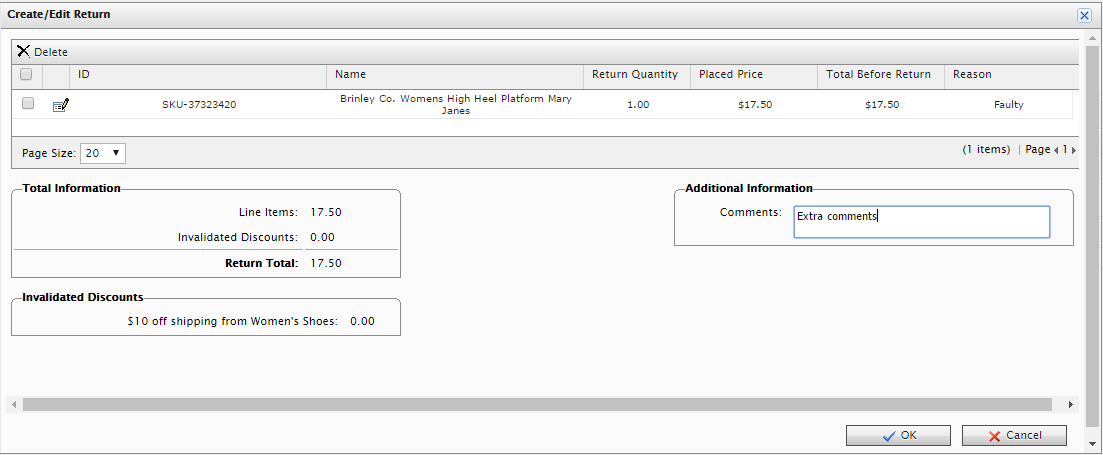 Create/Edit Return
Delete
ID Name Return Quantity Placed Price Total Before Return Reason
SKU-37323420 Brinley Co. Womens High Heel Platform Mary Janes 1.00 $17.50 $17.50 Faulty
Page Size: 20 (1 items) | Page 1
Total Information
Line Items: 17.50
Invalidated Discounts: 0.00
Return Total: 17.50
Additional Information
Comments: Extra comments
Invalidated Discounts
$10 off shipping from Women's Shoes: 0.00
OK Cancel